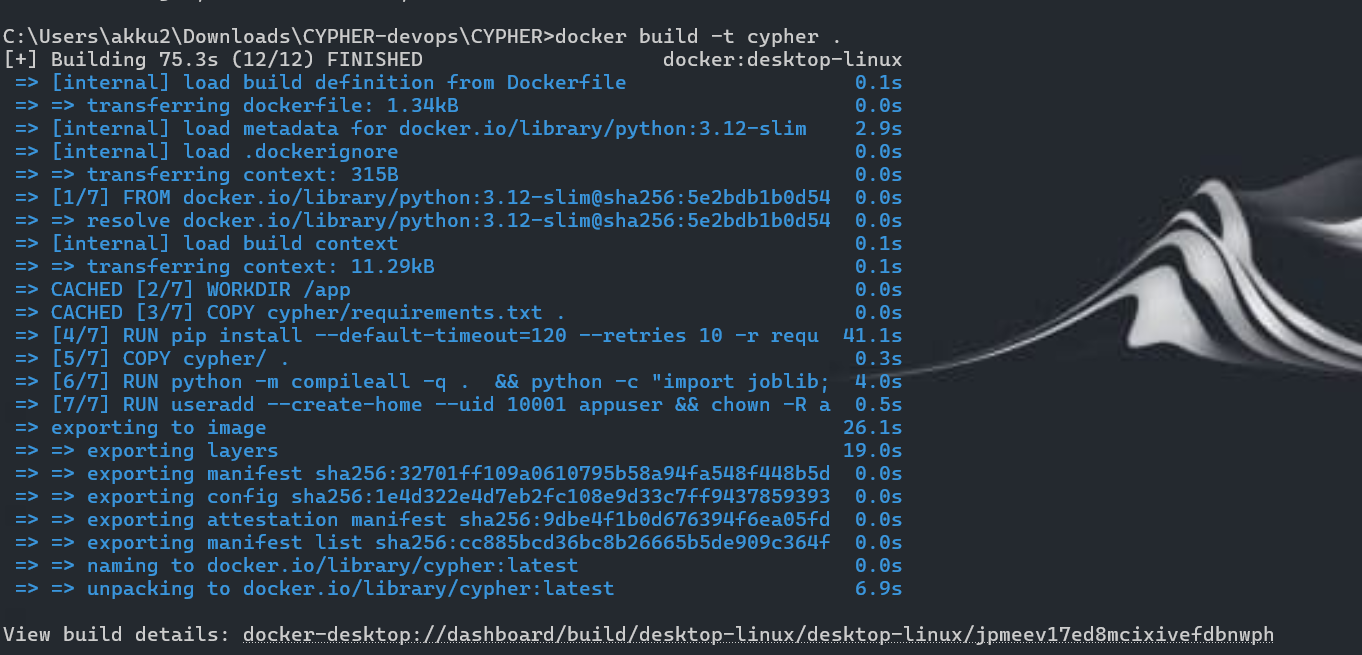 C:\Users\akku2\Downloads\CYPHER-devops\CYPHER>docker build -t cypher .
[+] Building 75.3s (12/12) FINISHED docker:desktop-linux
=> [internal] load build definition from Dockerfile 0.1s
=> => transferring dockerfile: 1.34kB 0.0s
=> [internal] load metadata for docker.io/library/python:3.12-slim 2.9s
=> [internal] load .dockerignore 0.0s
=> => transferring context: 315B 0.0s
=> [1/7] FROM docker.io/library/python:3.12-slim@sha256:5e2bdb1b0d54 0.0s
=> => resolve docker.io/library/python:3.12-slim@sha256:5e2bdb1b0d54 0.0s
=> [internal] load build context 0.1s
=> => transferring context: 11.29kB 0.1s
=> CACHED [2/7] WORKDIR /app 0.0s
=> CACHED [3/7] COPY cypher/requirements.txt . 0.0s
=> [4/7] RUN pip install --default-timeout=120 --retries 10 -r requ 41.1s
=> [5/7] COPY cypher/ . 0.3s
=> [6/7] RUN python -m compileall -q . && python -c "import joblib; 4.0s
=> [7/7] RUN useradd --create-home --uid 10001 appuser && chown -R a 0.5s
=> exporting to image 26.1s
=> => exporting layers 19.0s
=> => exporting manifest sha256:32701ff109a0610795b58a94fa548f448b5d 0.0s
=> => exporting config sha256:1e4d322e4d7eb2fc108e9d33c7ff9437859393 0.0s
=> => exporting attestation manifest sha256:9dbe4f1b0d676394f6ea05fd 0.0s
=> => exporting manifest list sha256:cc885bcd36bc8b26665b5de909c364f 0.0s
=> => naming to docker.io/library/cypher:latest 0.0s
=> => unpacking to docker.io/library/cypher:latest 6.9s
View build details: docker-desktop://dashboard/build/desktop-linux/desktop-linux/jpmeev17ed8mcixivefdbnwph